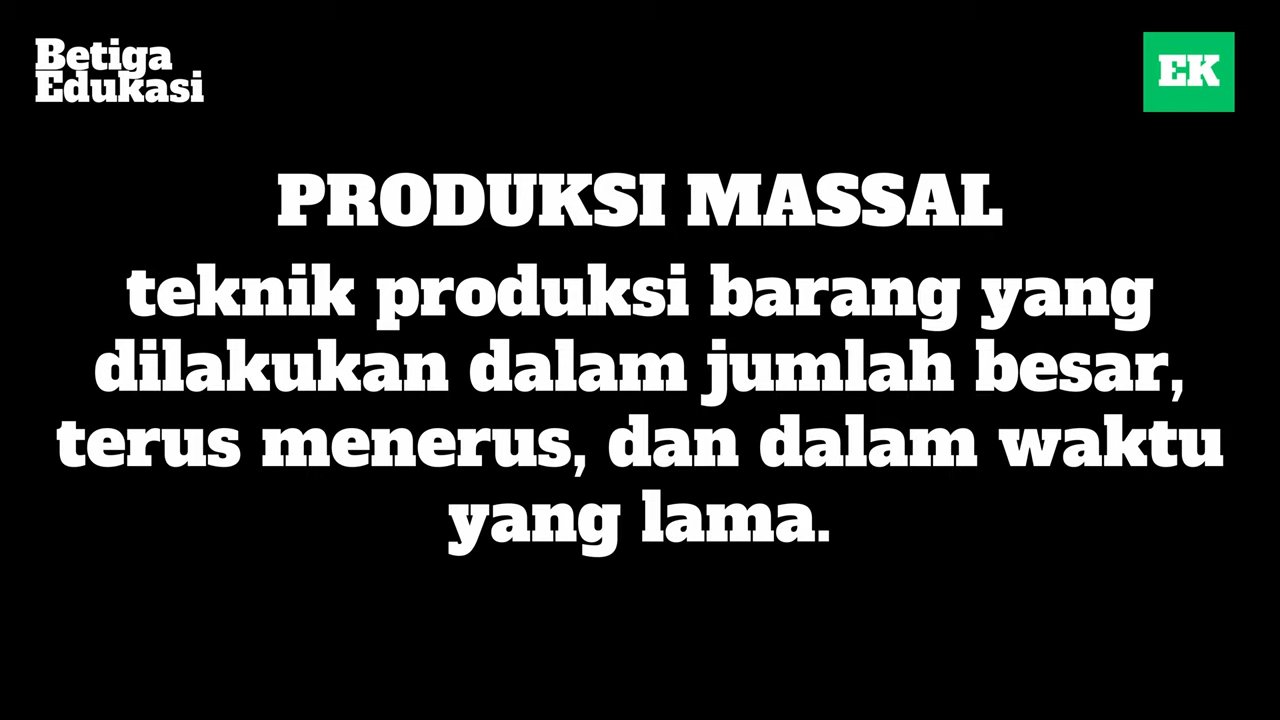 Betiga
Edukasi
EK
PRODUKSI MASSAL
teknik produksi barang yang
dilakukan dalam jumlah besar,
terus menerus, dan dalam waktu
yang lama.